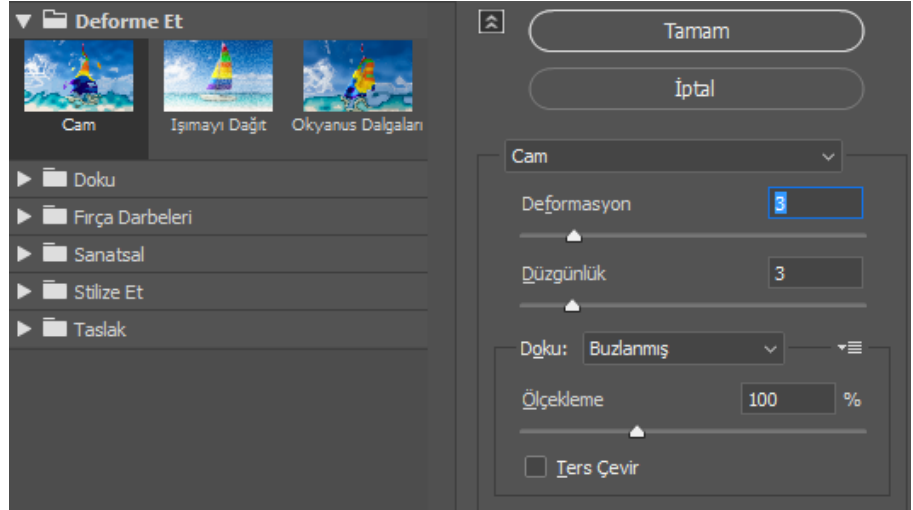 Deforme Et
Cam
Işımayı Dağıt
Okyanus Dalgaları
Doku
Fırça Darbeleri
Sanatsal
Stilize Et
Taslak
Tamam
İptal
Cam
Deformasyon 3
Düzgünlük 3
Doku: Buzlanmış
Ölçekleme 100 %
Ters Çevir